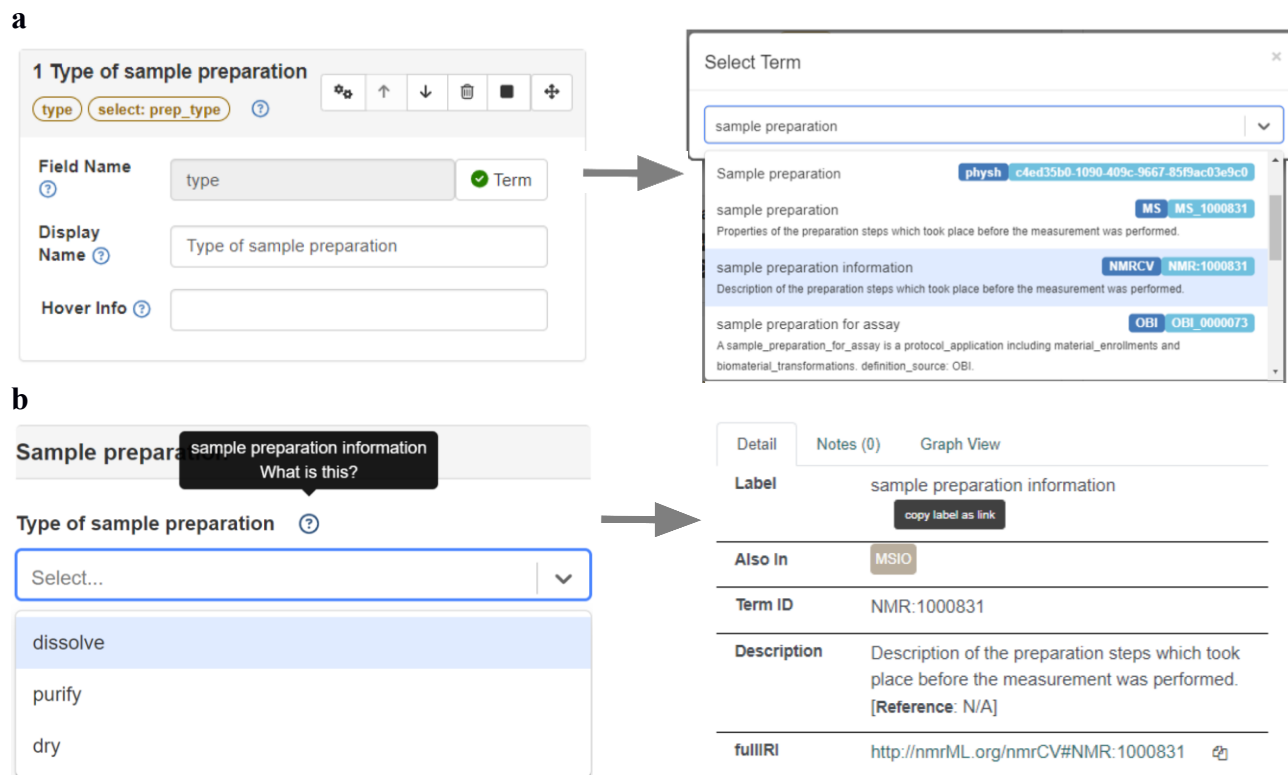 a
1 Type of sample preparation
type select: prep_type
Field Name
type
Term
Display
Name
Type of sample preparation
Hover Info
Select Term
sample preparation
Sample preparation physh c4ed35b0-1090-409c-9667-85f9ac03e9c0
sample preparation MS MS_1000831
Properties of the preparation steps which took place before the measurement was performed.
sample preparation information NMRCV NMR:1000831
Description of the preparation steps which took place before the measurement was performed.
sample preparation for assay OBI OBI_0000073
A sample_preparation_for_assay is a protocol_application including material_enrollments and
biomaterial_transformations. definition_source: OBI.
b
Sample prepara
sample preparation information
What is this?
Type of sample preparation
Select...
dissolve
purify
dry
Detail Notes (0) Graph View
Label sample preparation information
copy label as link
Also In MSIO
Term ID NMR:1000831
Description Description of the preparation steps which took
place before the measurement was performed.
[Reference: N/A]
fullIRI http://nmrML.org/nmrCV#NMR:1000831